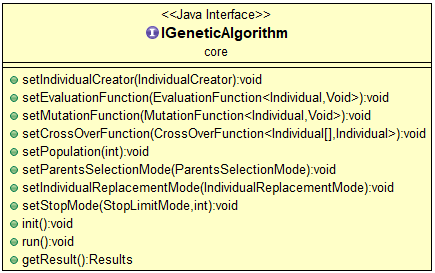 <<Java Interface>>
IGeneticAlgorithm
core
setIndividualCreator(IndividualCreator):void
setEvaluationFunction(EvaluationFunction<Individual,Void>):void
setMutationFunction(MutationFunction<Individual,Void>):void
setCrossOverFunction(CrossOverFunction<Individual[],Individual>):void
setPopulation(int):void
setParentsSelectionMode(ParentsSelectionMode):void
setIndividualReplacementMode(IndividualReplacementMode):void
setStopMode(StopLimitMode,int):void
init():void
run():void
getResult():Results